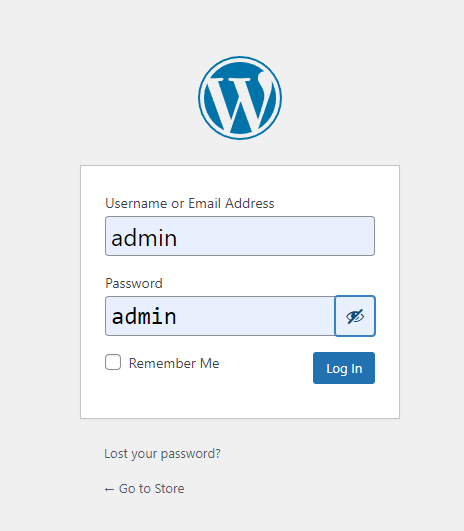 Username or Email Address
admin
Password
admin
Remember Me
Log In
Lost your password?
← Go to Store